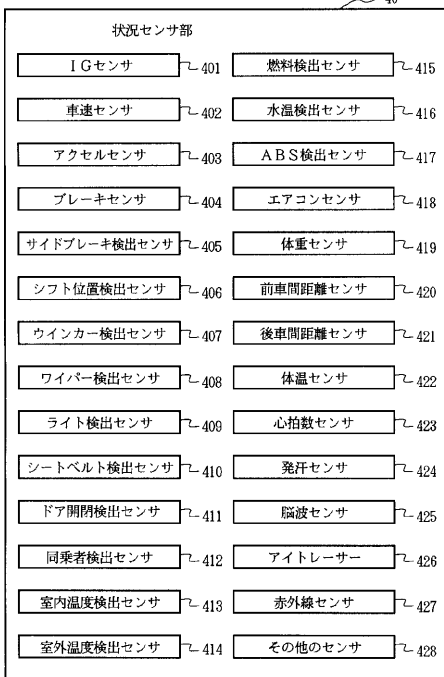 40
状況センサ部
IGセンサ 401
車速センサ 402
アクセルセンサ 403
ブレーキセンサ 404
サイドブレーキ検出センサ 405
シフト位置検出センサ 406
ウインカー検出センサ 407
ワイパー検出センサ 408
ライト検出センサ 409
シートベルト検出センサ 410
ドア開閉検出センサ 411
同乗者検出センサ 412
室内温度検出センサ 413
室外温度検出センサ 414
燃料検出センサ 415
水温検出センサ 416
ABS検出センサ 417
エアコンセンサ 418
体重センサ 419
前車間距離センサ 420
後車間距離センサ 421
体温センサ 422
心拍数センサ 423
発汗センサ 424
脳波センサ 425
アイトレーサー 426
赤外線センサ 427
その他のセンサ 428